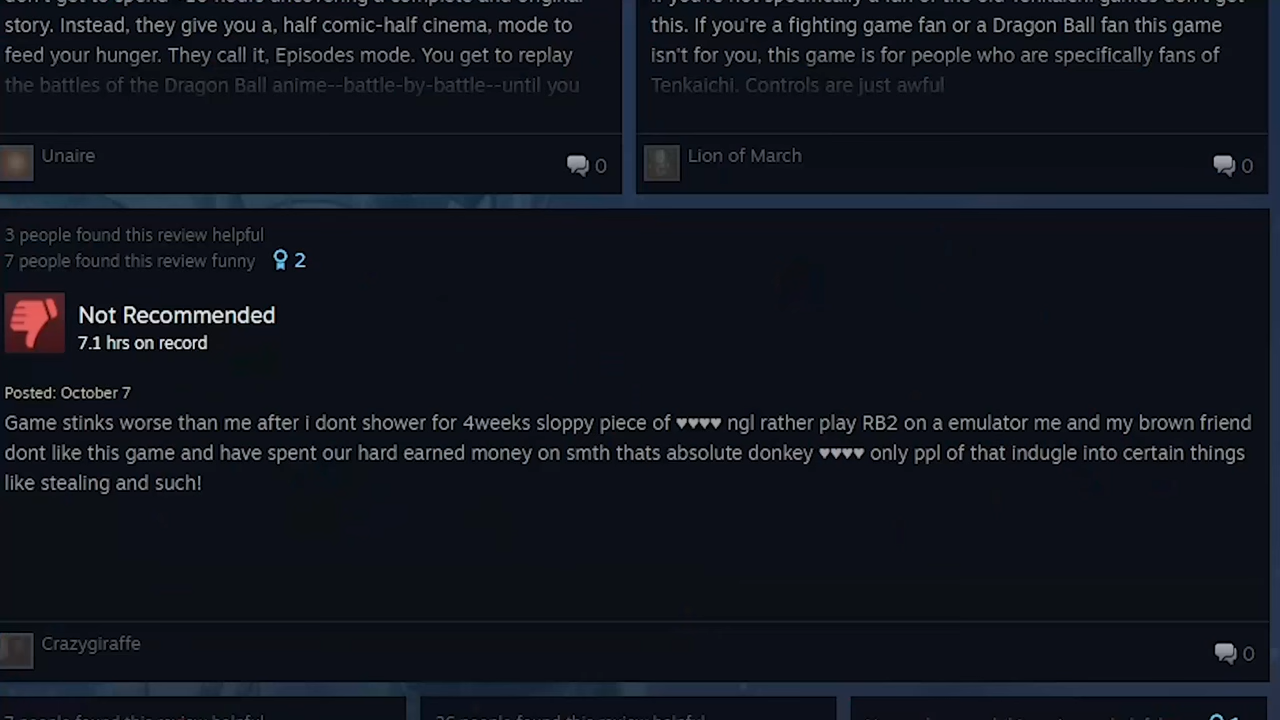 story. Instead, they give you a, half comic-half cinema, mode to
feed your hunger. They call it, Episodes mode. You get to replay
the battles of the Dragon Ball anime--battle-by-battle--until you
Unaire
0
this. If you're a fighting game fan or a Dragon Ball fan this game
isn't for you, this game is for people who are specifically fans of
Tenkaichi. Controls are just awful
Lion of March
0
3 people found this review helpful
7 people found this review funny
2
Not Recommended
7.1 hrs on record
Posted: October 7
Game stinks worse than me after i dont shower for 4weeks sloppy piece of ♥♥♥♥ ngl rather play RB2 on a emulator me and my brown friend
dont like this game and have spent our hard earned money on smth thats absolute donkey ♥♥♥♥ only ppl of that indugle into certain things
like stealing and such!
Crazygiraffe
0